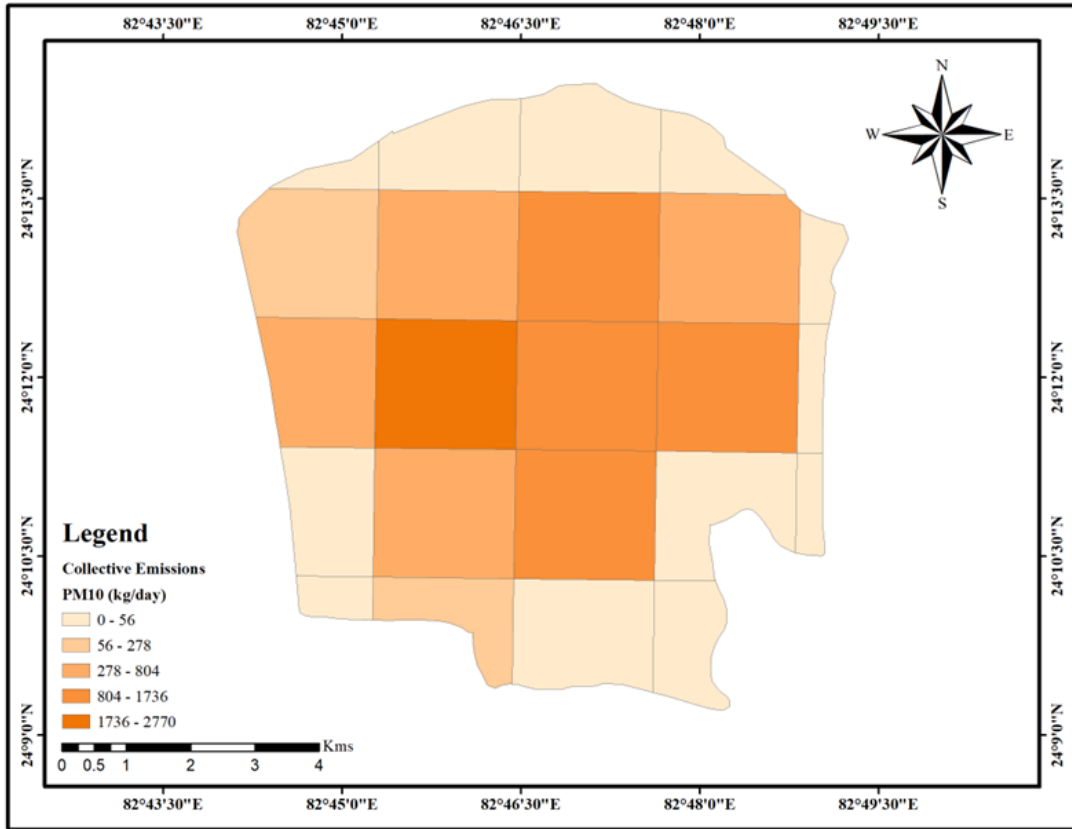 82°43'30"E 82°45'0"E 82°46'30"E 82°48'0"E 82°49'30"E
N
W E
S
24°13'30"N 24°13'30"N
24°12'0"N 24°12'0"N
24°10'30"N 24°10'30"N
24°9'0"N 24°9'0"N
Legend
Collective Emissions
PM10 (kg/day)
0 - 56
56 - 278
278 - 804
804 - 1736
1736 - 2770
Kms
0 0.5 1 2 3 4
82°43'30"E 82°45'0"E 82°46'30"E 82°48'0"E 82°49'30"E